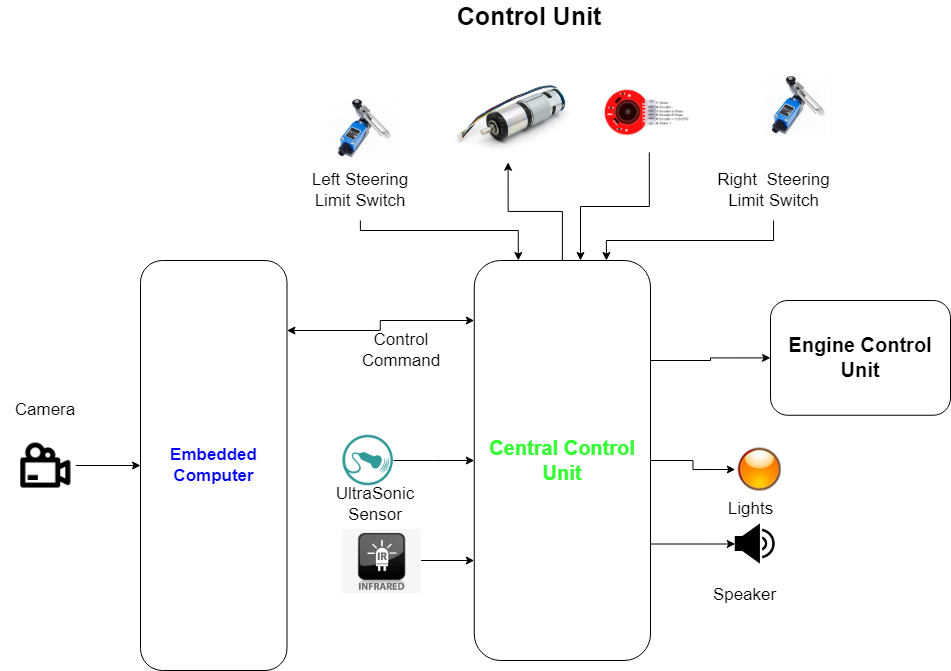 Control Unit
Left Steering
Limit Switch
Right Steering
Limit Switch
Control
Command
Engine Control
Unit
Camera
Embedded
Computer
Central Control
Unit
UltraSonic
Sensor
IR
INFRARED
Lights
Speaker